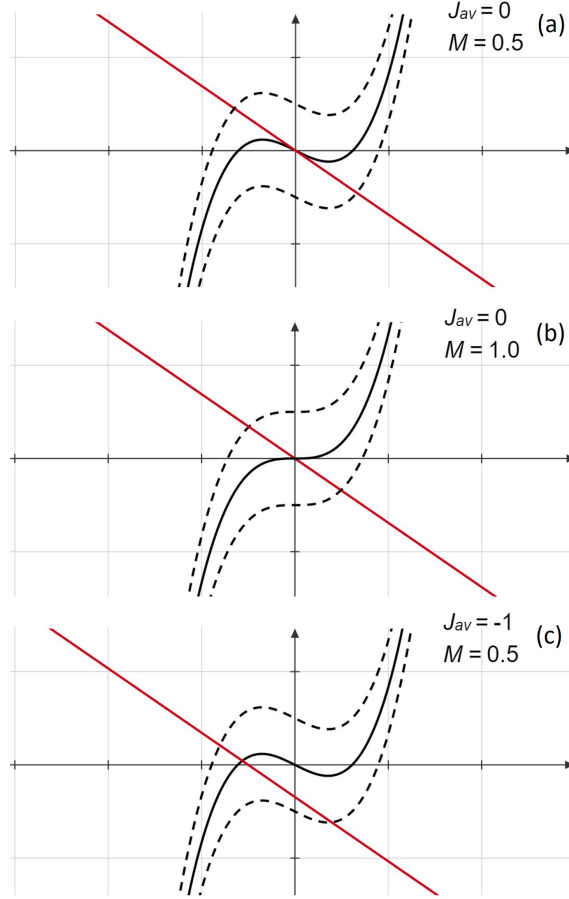 Jav = 0 (a)
M = 0.5
Jav = 0 (b)
M = 1.0
Jav = -1 (c)
M = 0.5